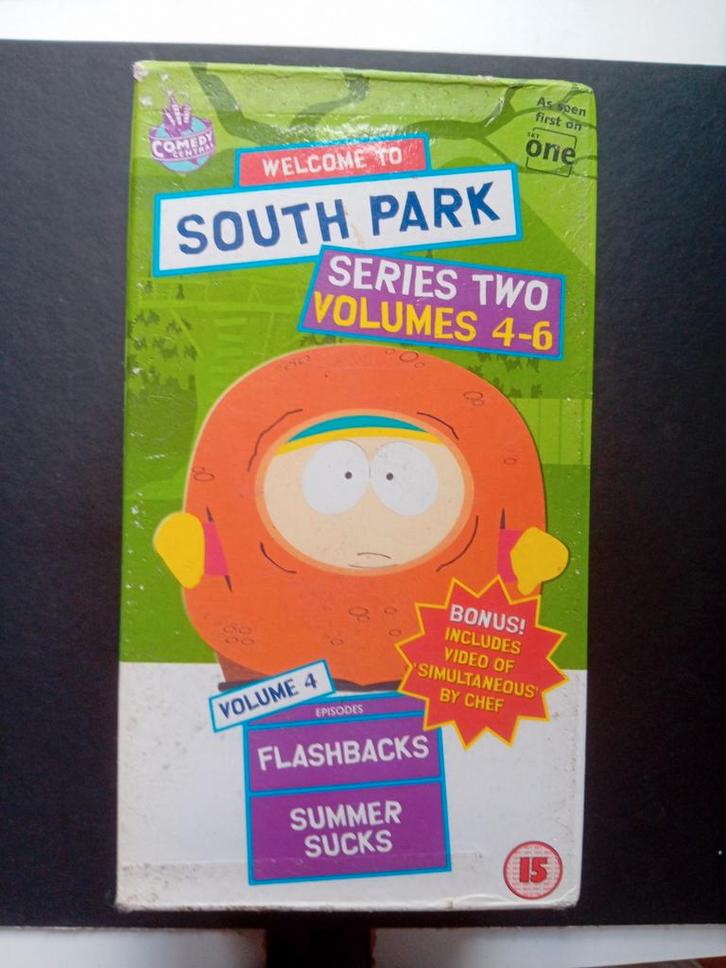 COMEDY
CENTRAL
As seen
first on
SKY
one
WELCOME TO
SOUTH PARK
SERIES TWO
VOLUMES 4-6
BONUS!
INCLUDES
VIDEO OF
'SIMULTANEOUS'
BY CHEF
VOLUME 4
EPISODES
FLASHBACKS
SUMMER
SUCKS
15